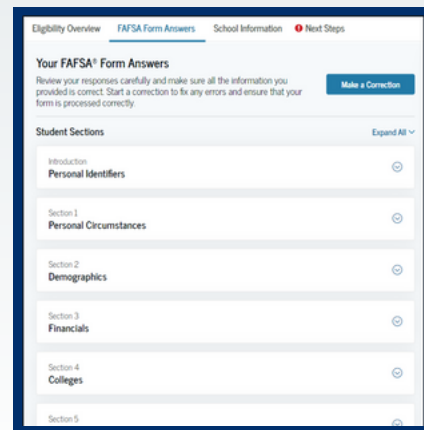 Eligibility Overview FAFSA Form Answers School Information Next Steps
Your FAFSA® Form Answers
Review your responses carefully and make sure all the information you
provided is correct. Start a correction to fix any errors and ensure that your
form is processed correctly.
Make a Correction
Student Sections Expand All
Introduction
Personal Identifiers
Section 1
Personal Circumstances
Section 2
Demographics
Section 3
Financials
Section 4
Colleges
Section 5